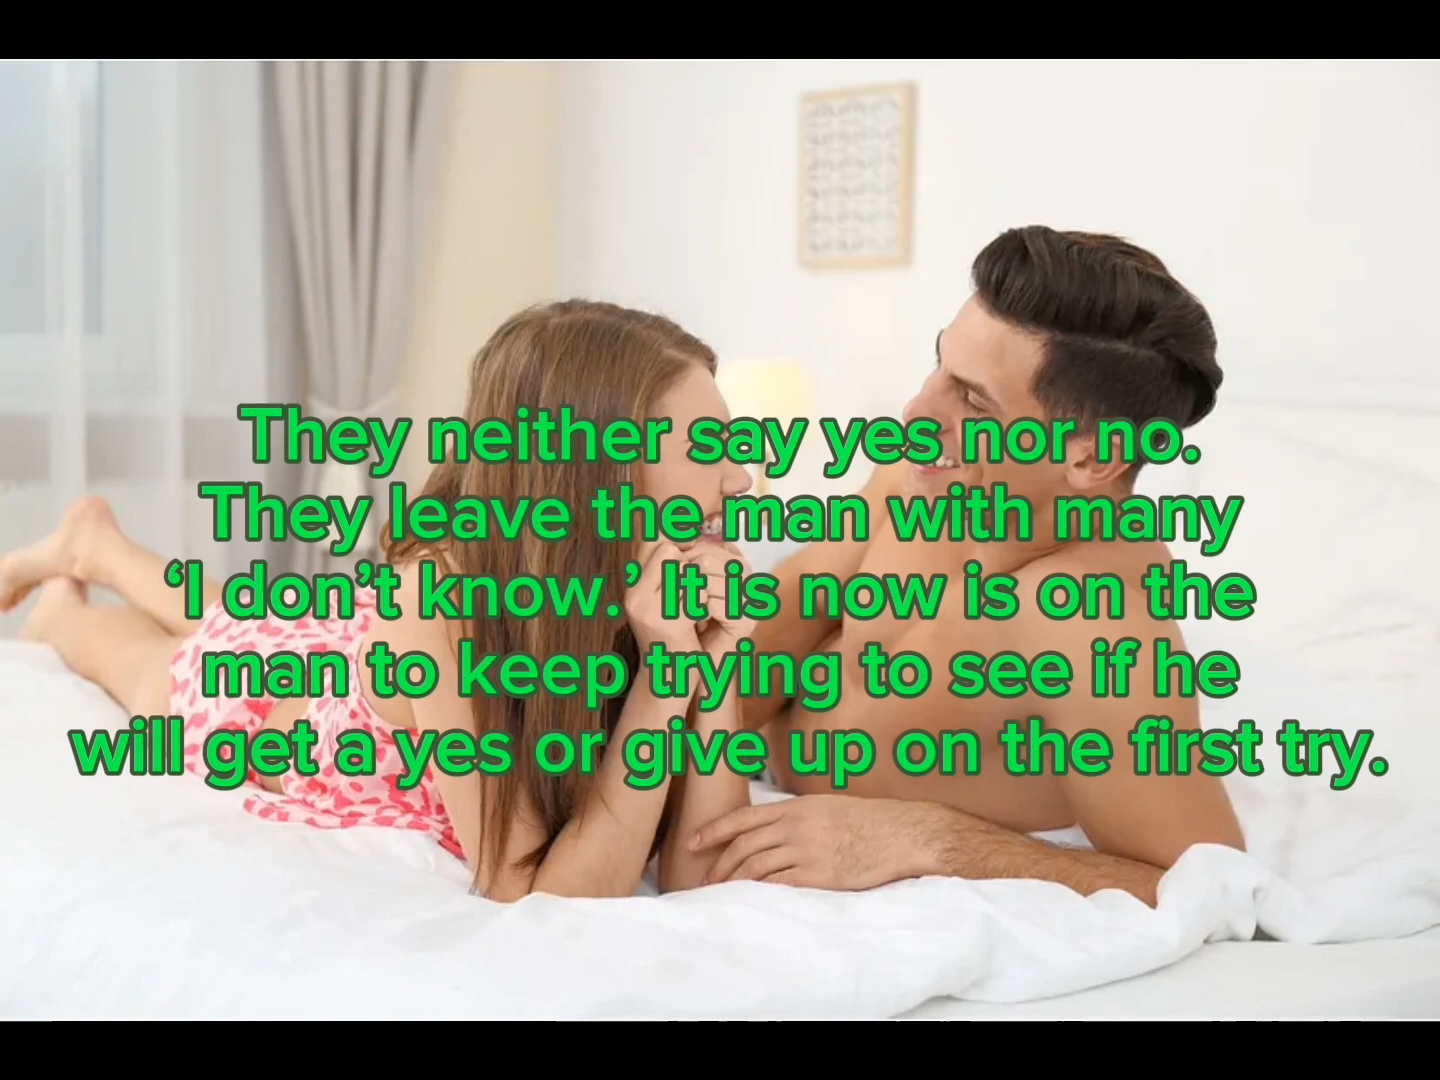 They neither say yes nor no.
They leave the man with many
‘I don’t know.’ It is now is on the
man to keep trying to see if he
will get a yes or give up on the first try.